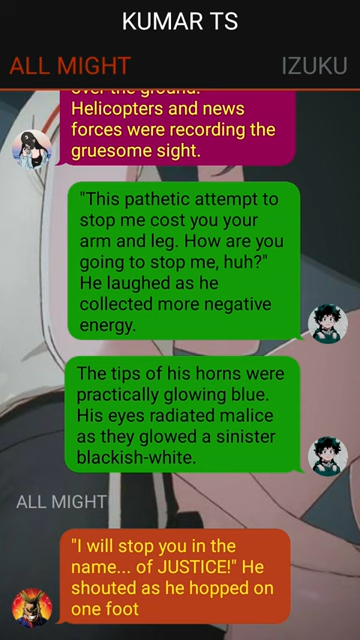 KUMAR TS
ALL MIGHT
IZUKU
over the ground.
Helicopters and news
forces were recording the
gruesome sight.
"This pathetic attempt to
stop me cost you your
arm and leg. How are you
going to stop me, huh?"
He laughed as he
collected more negative
energy.
The tips of his horns were
practically glowing blue.
His eyes radiated malice
as they glowed a sinister
blackish-white.
ALL MIGHT
"I will stop you in the
name... of JUSTICE!" He
shouted as he hopped on
one foot